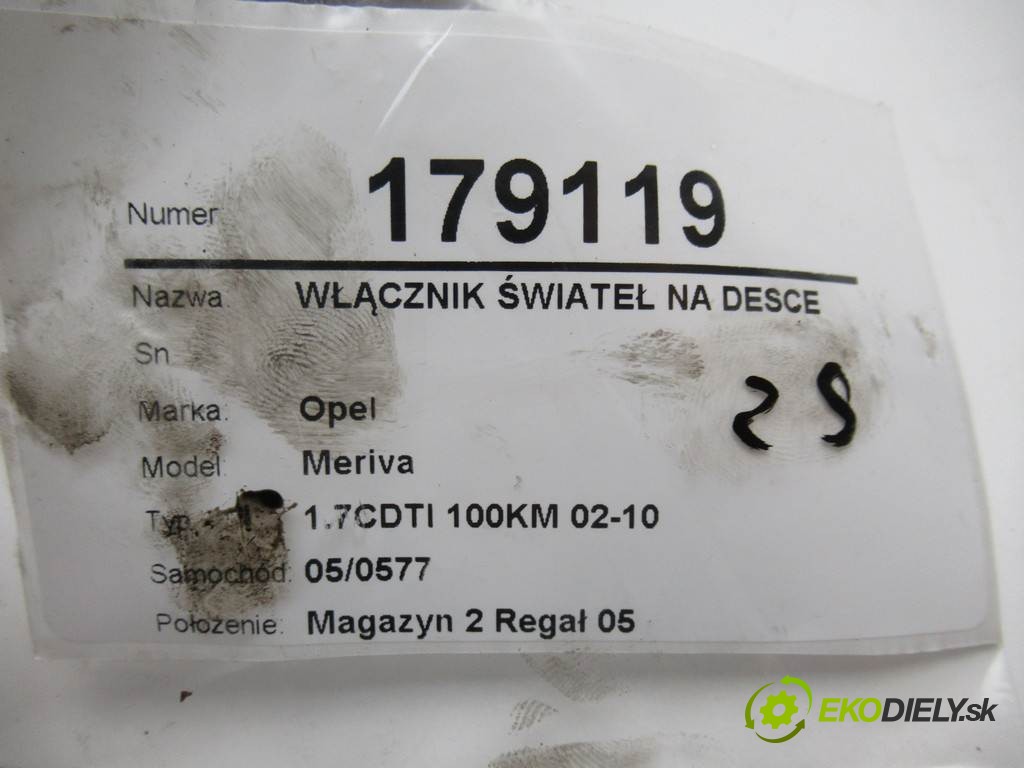 Numer: 179119
Nazwa: WŁĄCZNIK ŚWIATEŁ NA DESCE
Sn
Marka: Opel
28
Model: Meriva
Typ: 1.7CDTI 100KM 02-10
Samochód: 05/0577
Położenie: Magazyn 2 Regał 05
EKODIELY.sk